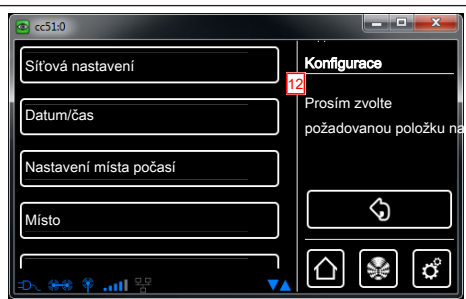 cc51:0
Síťová nastavení
Datum/čas
Nastavení místa počasí
Místo
12
Konfigurace
Prosím zvolte
požadovanou položku na